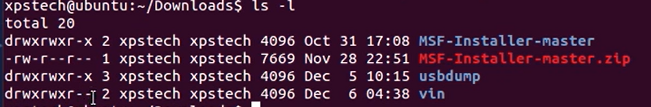 xpstech@ubuntu:~/Downloads$ ls -l
total 20
drwxrwxr-x 2 xpstech xpstech 4096 Oct 31 17:08 MSF-Installer-master
-rw-r--r-- 1 xpstech xpstech 7669 Nov 28 22:51 MSF-Installer-master.zip
drwxrwxr-x 3 xpstech xpstech 4096 Dec  5 10:15 usbdump
drwxrwxr-- 2 xpstech xpstech 4096 Dec  6 04:38 vin